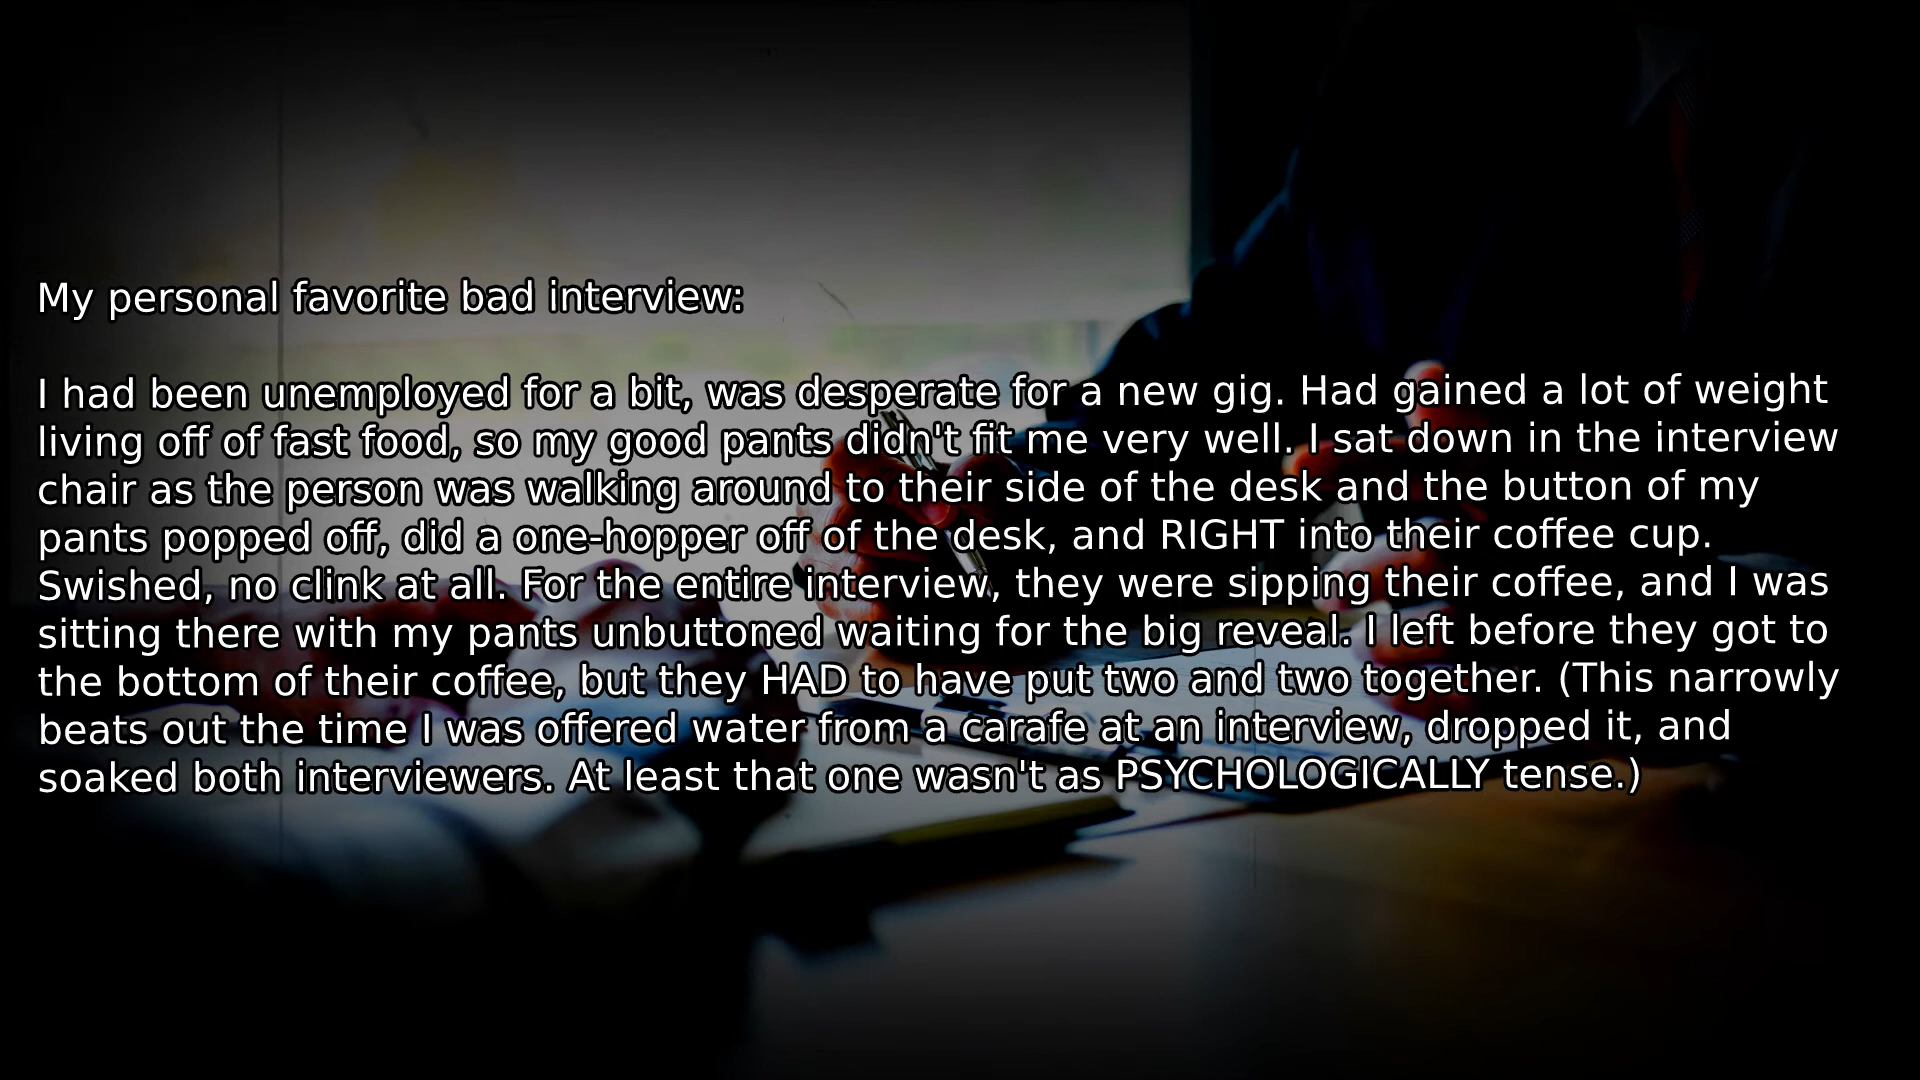 My personal favorite bad interview:
I had been unemployed for a bit, was desperate for a new gig. Had gained a lot of weight
living off of fast food, so my good pants didn't fit me very well. I sat down in the interview
chair as the person was walking around to their side of the desk and the button of my
pants popped off, did a one-hopper off of the desk, and RIGHT into their coffee cup.
Swished, no clink at all. For the entire interview, they were sipping their coffee, and I was
sitting there with my pants unbuttoned waiting for the big reveal. I left before they got to
the bottom of their coffee, but they HAD to have put two and two together. (This narrowly
beats out the time I was offered water from a carafe at an interview, dropped it, and
soaked both interviewers. At least that one wasn't as PSYCHOLOGICALLY tense.)